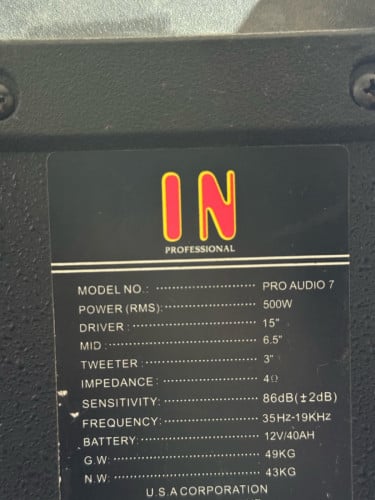 IN
PROFESSIONAL
MODEL NO.: PRO AUDIO 7
POWER (RMS): 500W
DRIVER: 15"
MID: 6.5"
TWEETER: 3"
IMPEDANCE: 4Ω
SENSITIVITY: 86dB(±2dB)
FREQUENCY: 35Hz-19KHz
BATTERY: 12V/40AH
G.W.: 49KG
N.W.: 43KG
U.S.A CORPORATION